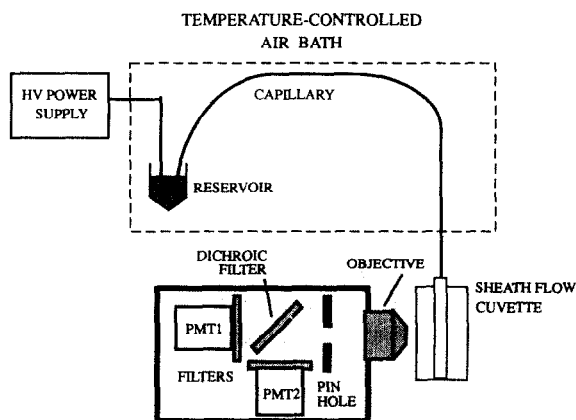 TEMPERATURE-CONTROLLED
AIR BATH
HV POWER
SUPPLY
CAPILLARY
RESERVOIR
DICHROIC
FILTER
OBJECTIVE
SHEATH FLOW
CUVETTE
PMT1
FILTERS
PMT2
PIN
HOLE